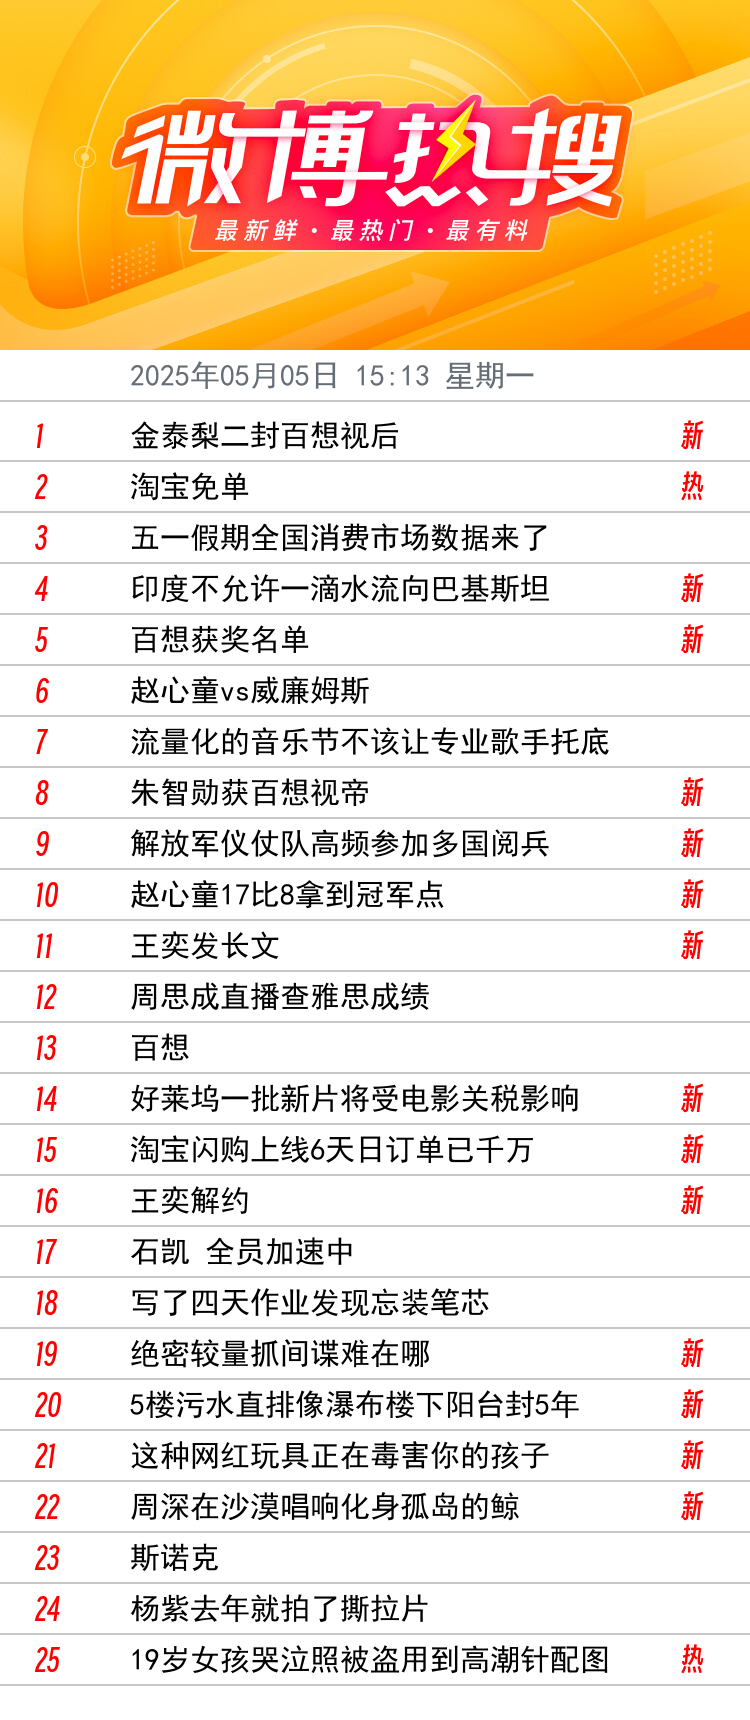 微博热搜
最新鲜·最热门·最有料
2025年05月05日 15:13 星期一
1 金泰梨二封百想视后 新
2 淘宝免单 热
3 五一假期全国消费市场数据来了
4 印度不允许一滴水流向巴基斯坦 新
5 百想获奖名单 新
6 赵心童vs威廉姆斯
7 流量化的音乐节不该让专业歌手托底
8 朱智勋获百想视帝 新
9 解放军仪仗队高频参加多国阅兵 新
10 赵心童17比8拿到冠军点 新
11 王奕发长文 新
12 周思成直播查雅思成绩
13 百想
14 好莱坞一批新片将受电影关税影响 新
15 淘宝闪购上线6天日订单已千万 新
16 王奕解约 新
17 石凯 全员加速中
18 写了四天作业发现忘装笔芯
19 绝密较量抓间谍难在哪 新
20 5楼污水直排像瀑布楼下阳台封5年 新
21 这种网红玩具正在毒害你的孩子 新
22 周深在沙漠唱响化身孤岛的鲸 新
23 斯诺克
24 杨紫去年就拍了撕拉片
25 19岁女孩哭泣照被盗用到高潮针配图 热